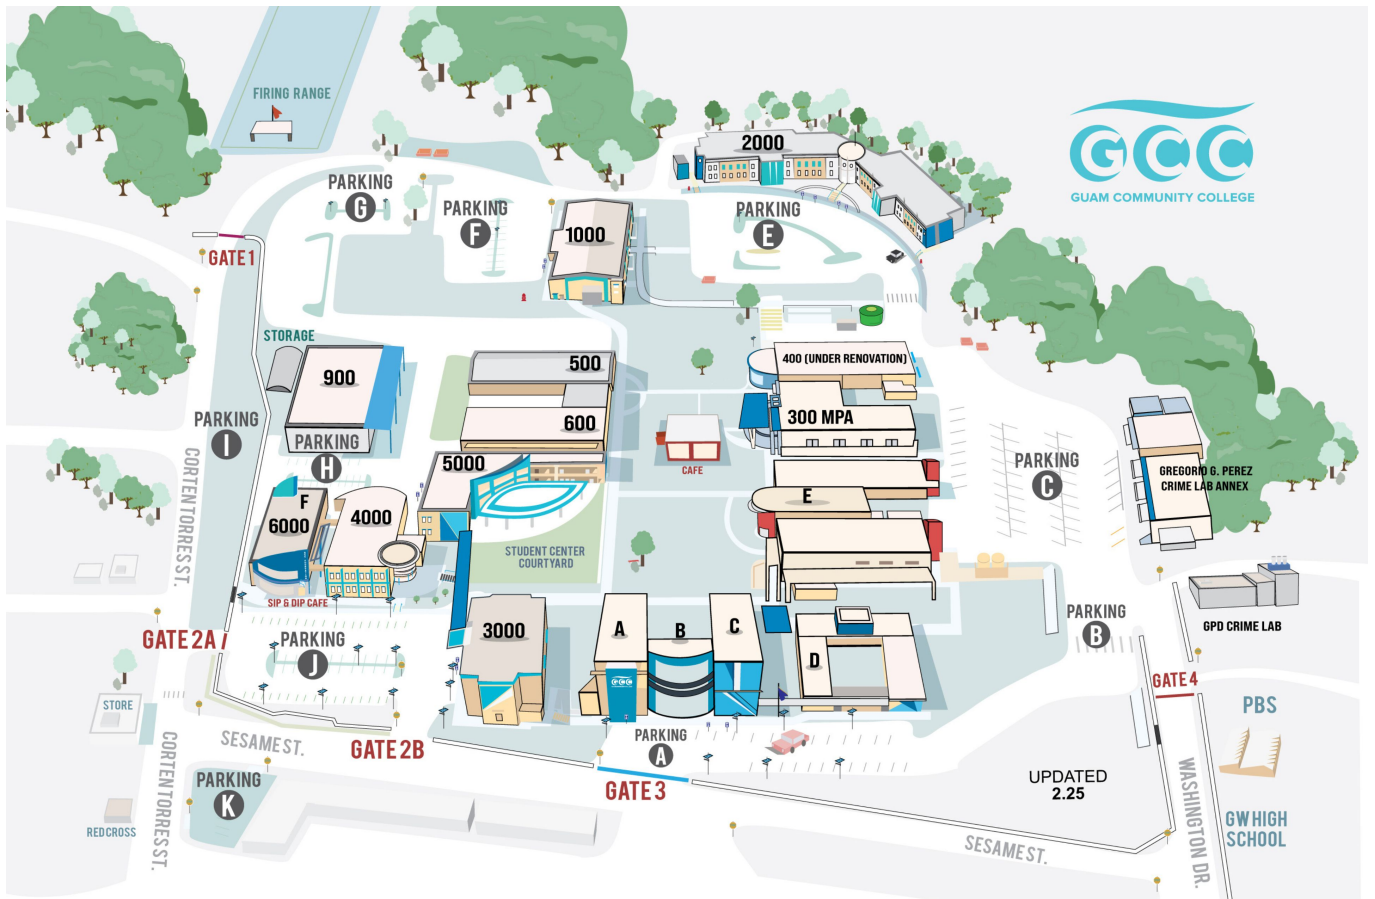 FIRING RANGE
2000
GCC
GUAM COMMUNITY COLLEGE
PARKING
G
PARKING
F
PARKING
E
1000
GATE 1
STORAGE
900
500
400 (UNDER RENOVATION)
600
300 MPA
CAFE
PARKING
I
PARKING
H
5000
PARKING
C
GREGORIO G. PEREZ
CRIME LAB ANNEX
CORTEN TORRES ST.
F
6000
4000
E
STUDENT CENTER
COURTYARD
SIP & DIP CAFE
GATE 2A
PARKING
J
3000
A
B
C
D
GCC
PARKING
B
GPD CRIME LAB
GATE 4
PBS
STORE
SESAME ST.
GATE 2B
PARKING
A
GATE 3
UPDATED
2.25
PARKING
K
RED CROSS
CORTEN TORRES ST.
WASHINGTON DR.
GW HIGH
SCHOOL
SESAME ST.